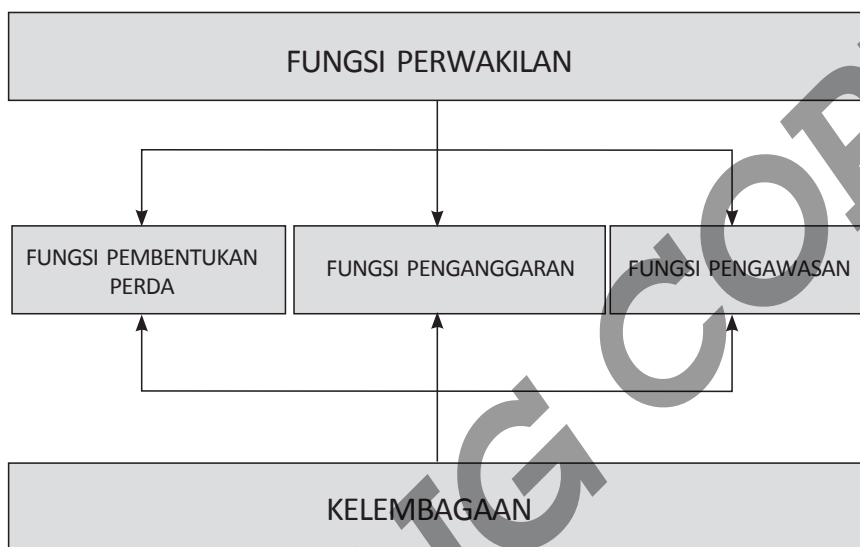 FUNGSI PERWAKILAN
FUNGSI PEMBENTUKAN
PERDA
FUNGSI PENGANGGARAN
FUNGSI PENGAWASAN
KELEMBAGAAN